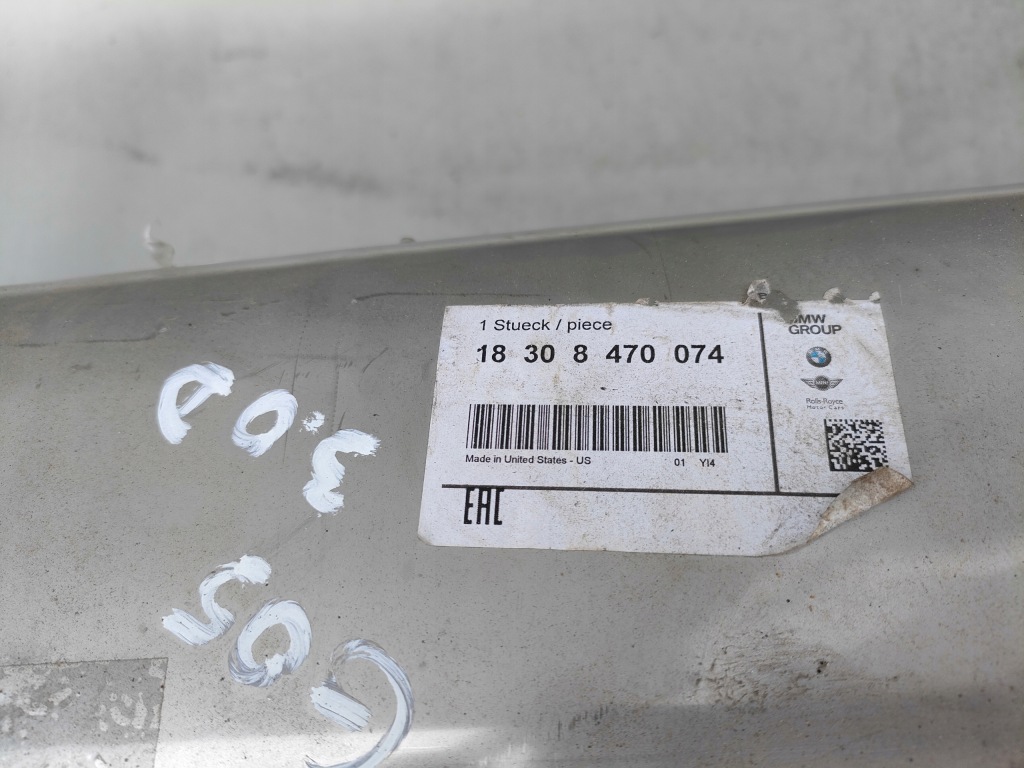 1 Stueck / piece
18 30 8 470 074
Made in United States - US 01 YI4
EAC
BMW
GROUP
MINI
Rolls-Royce
Motor Cars
G05
3.0D